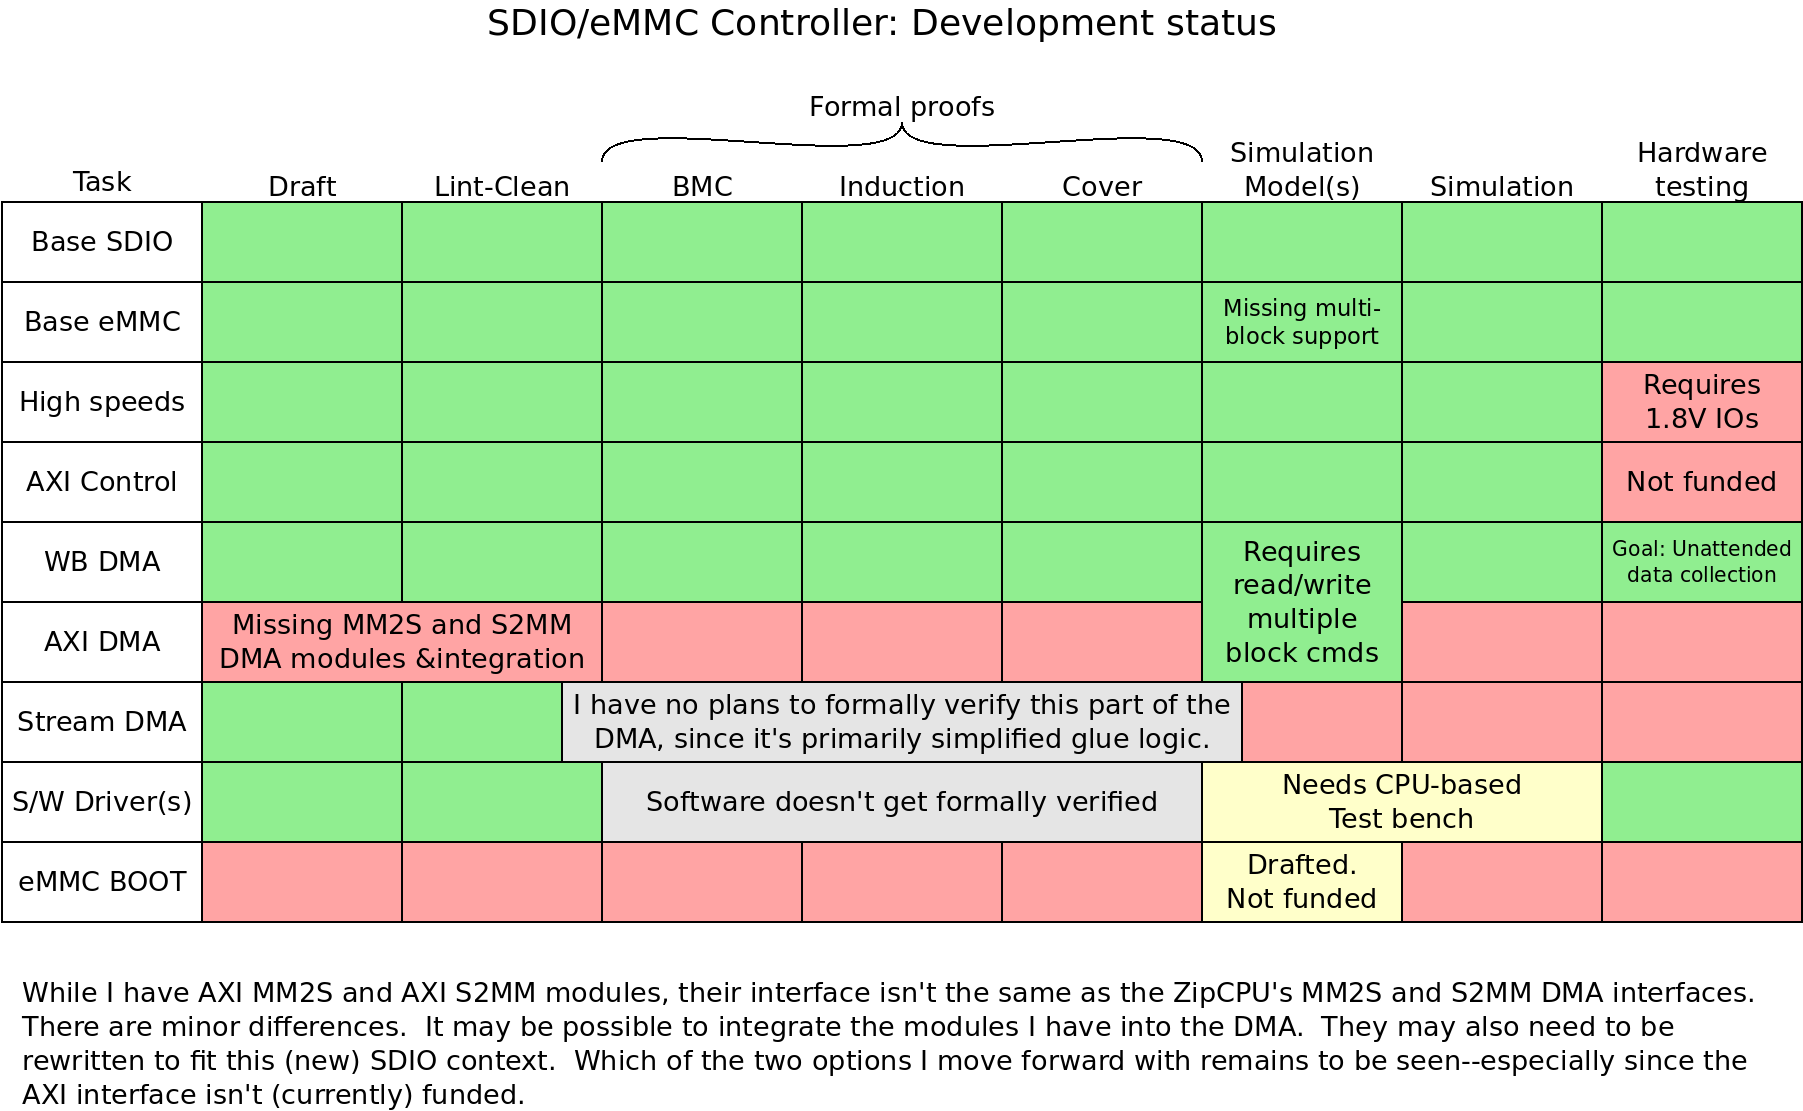 SDIO/eMMC Controller: Development status
Formal proofs
Task
Draft
Lint-Clean
BMC
Induction
Cover
Simulation
Model(s)
Simulation
Hardware
testing
Base SDIO
Base eMMC
Missing multi-
block support
High speeds
Requires
1.8V IOs
AXI Control
Not funded
WB DMA
Requires
read/write
multiple
block cmds
Goal: Unattended
data collection
AXI DMA
Missing MM2S and S2MM
DMA modules &integration
Stream DMA
I have no plans to formally verify this part of the
DMA, since it's primarily simplified glue logic.
S/W Driver(s)
Software doesn't get formally verified
Needs CPU-based
Test bench
eMMC BOOT
Drafted.
Not funded
While I have AXI MM2S and AXI S2MM modules, their interface isn't the same as the ZipCPU's MM2S and S2MM DMA interfaces.
There are minor differences.  It may be possible to integrate the modules I have into the DMA.  They may also need to be
rewritten to fit this (new) SDIO context.  Which of the two options I move forward with remains to be seen--especially since the
AXI interface isn't (currently) funded.